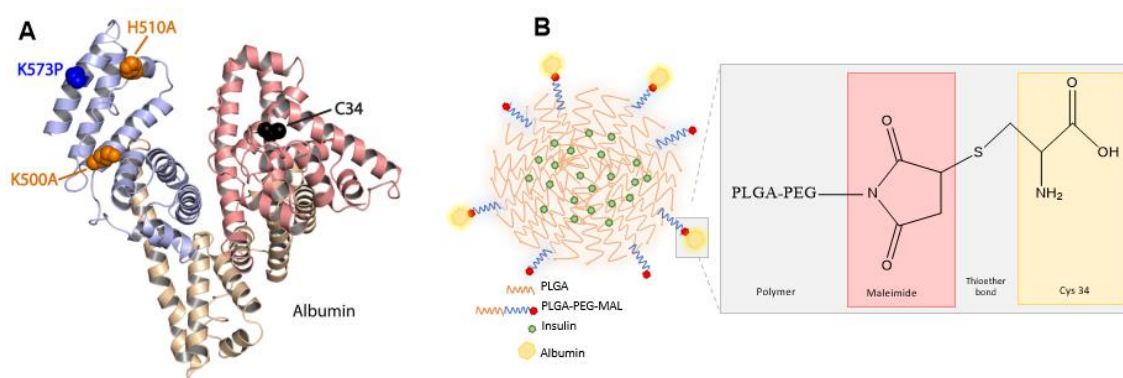 A
H510A
K573P
C34
K500A
Albumin
B
PLGA
PLGA-PEG-MAL
Insulin
Albumin
O
O
S
OH
PLGA-PEG
N
NH₂
O
Polymer
Maleimide
Thioether
bond
Cys 34